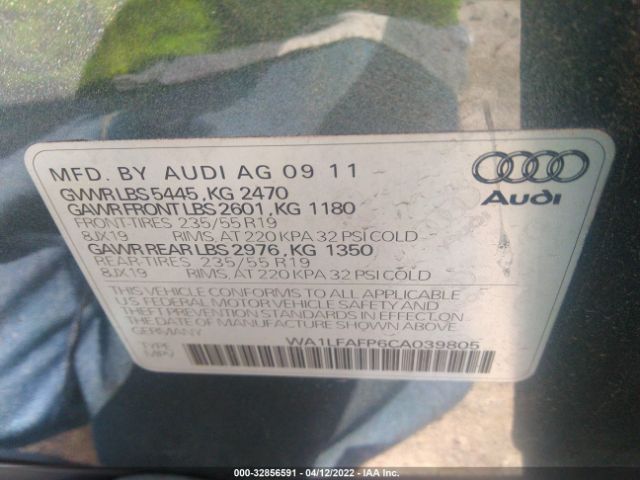 MFD. BY AUDI AG 09 11
GVWR LBS 5445, KG 2470
GAWR FRONT LBS 2601, KG 1180
FRONT-TIRES 235/55 R19
8JX19 RIMS, AT 220 KPA 32 PSI COLD
GAWR REAR LBS 2976, KG 1350
REAR-TIRES 235/55 R19
8JX19 RIMS, AT 220 KPA 32 PSI COLD
THIS VEHICLE CONFORMS TO ALL APPLICABLE
U.S. FEDERAL MOTOR VEHICLE SAFETY AND
THEFT PREVENTION STANDARDS IN EFFECT ON
THE DATE OF MANUFACTURE SHOWN ABOVE.
GERMANY
TYPE: MPV WA1LFAFP6CA039805
Audi
000-32856591 - 04/12/2022 - IAA Inc.